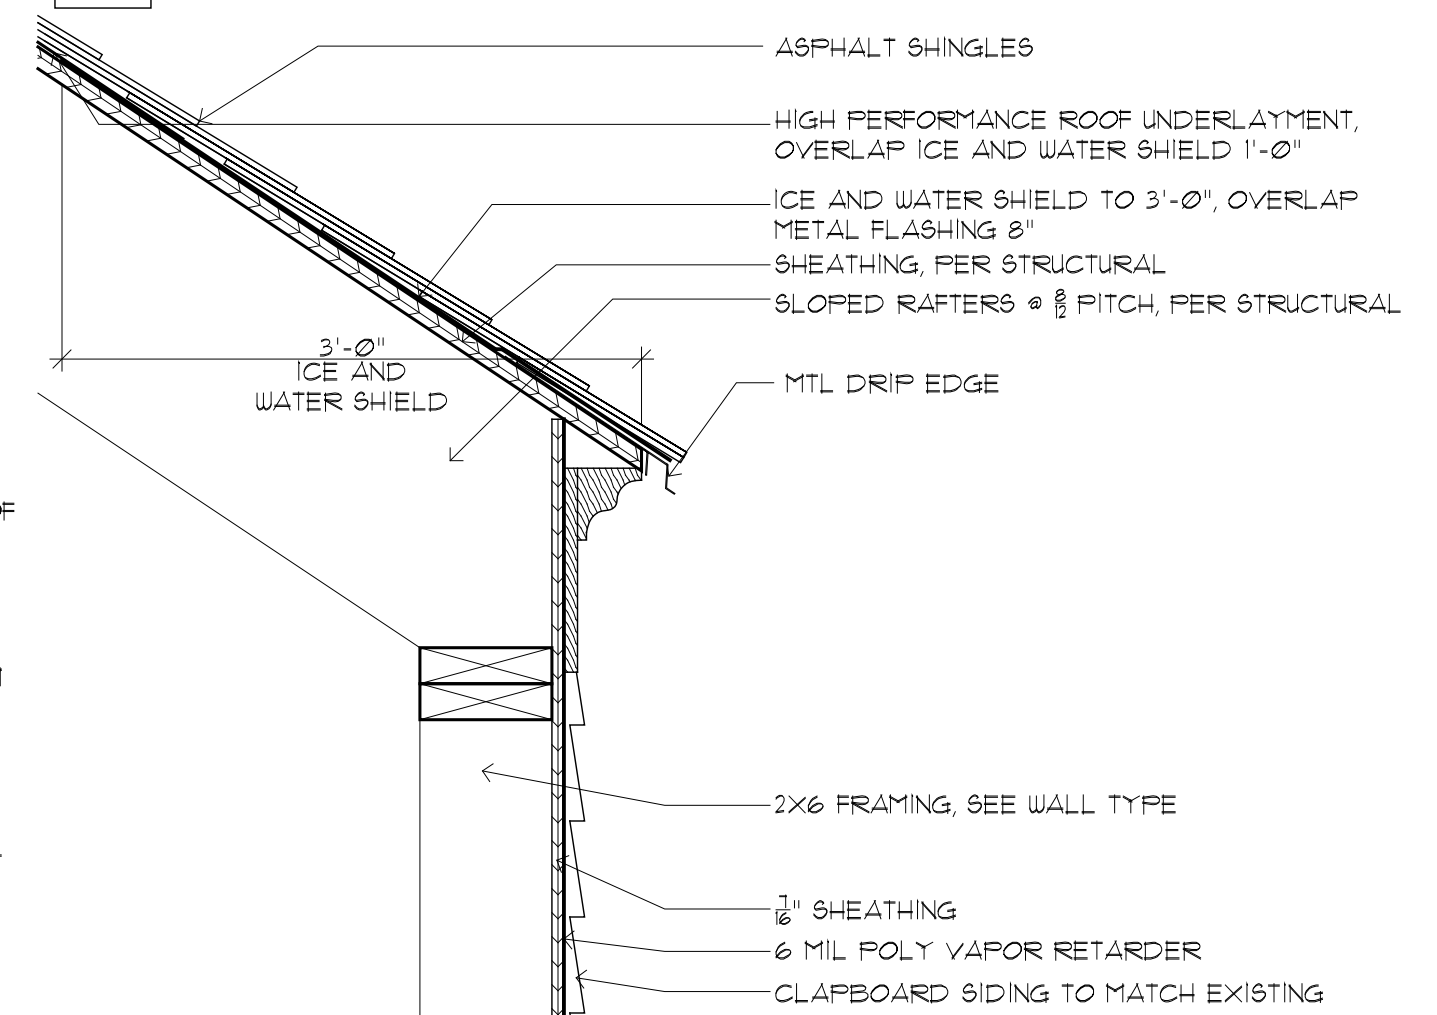 ASPHALT SHINGLES
HIGH PERFORMANCE ROOF UNDERLAYMENT,
OVERLAP ICE AND WATER SHIELD 1'-0"
ICE AND WATER SHIELD TO 3'-0", OVERLAP
METAL FLASHING 8"
SHEATHING, PER STRUCTURAL
SLOPED RAFTERS @ 8/12 PITCH, PER STRUCTURAL
3'-0"
ICE AND
WATER SHIELD
MTL DRIP EDGE
2X6 FRAMING, SEE WALL TYPE
7/16" SHEATHING
6 MIL POLY VAPOR RETARDER
CLAPBOARD SIDING TO MATCH EXISTING